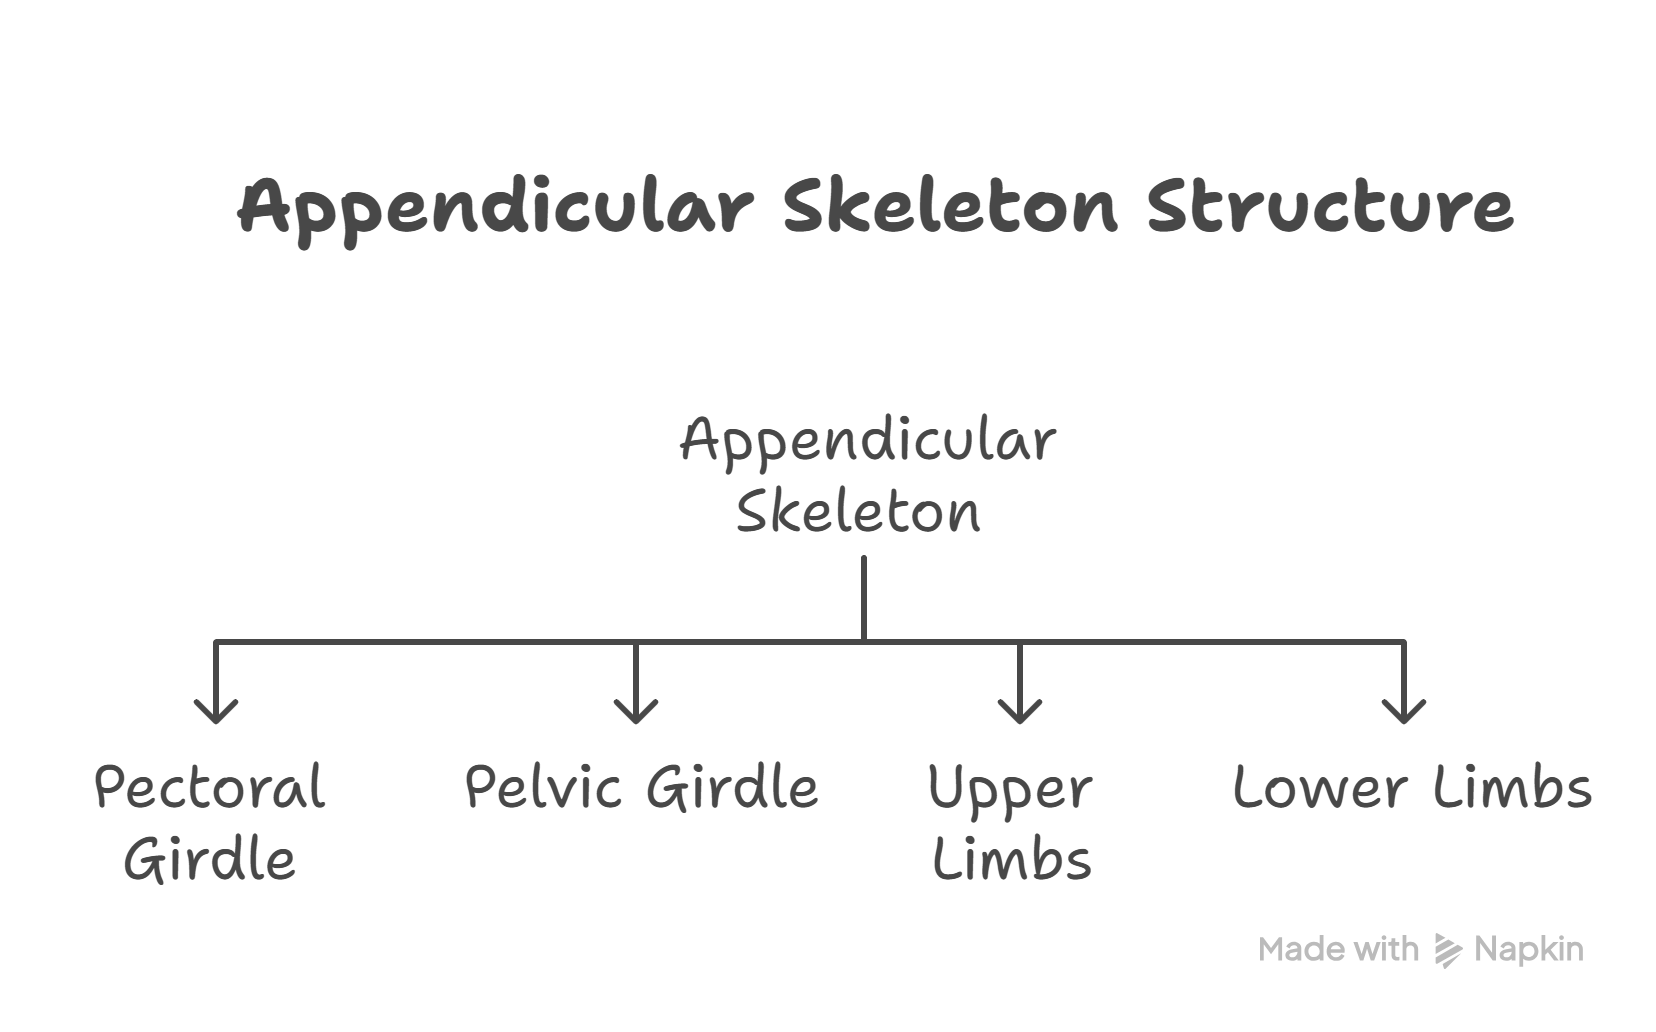 Appendicular Skeleton Structure
Appendicular
Skeleton
Pectoral
Girdle
Pelvic Girdle
Upper
Limbs
Lower Limbs
Made with Napkin